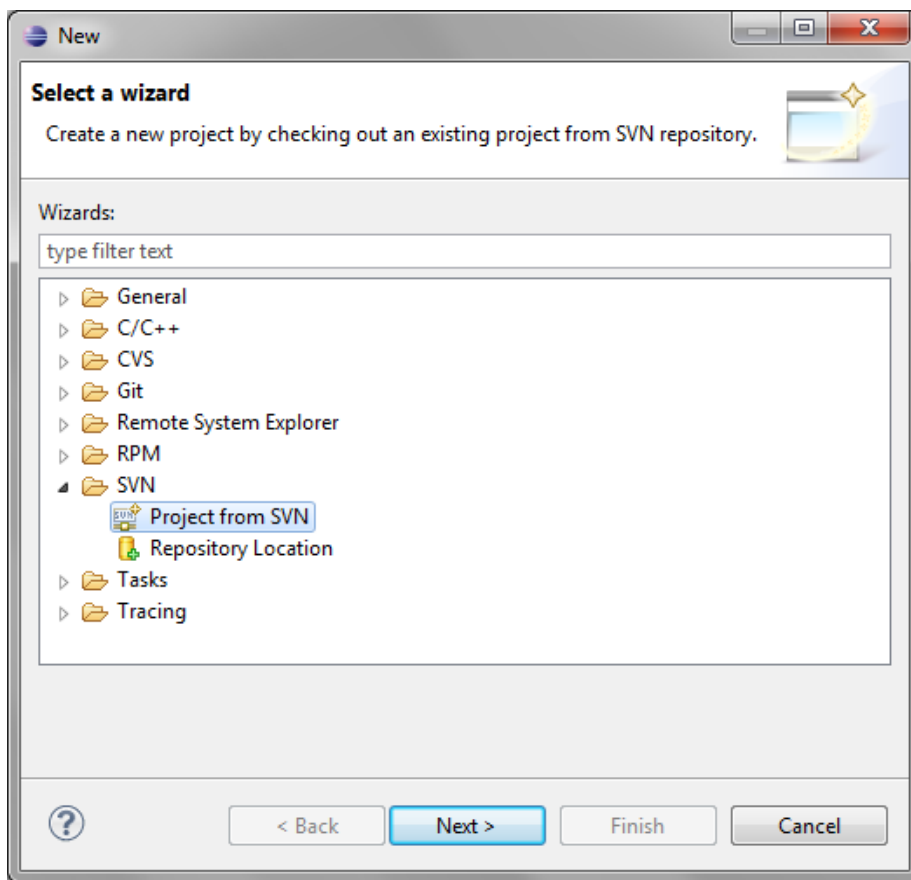 New
Select a wizard
Create a new project by checking out an existing project from SVN repository.
Wizards:
type filter text
General
C/C++
CVS
Git
Remote System Explorer
RPM
SVN
Project from SVN
Repository Location
Tasks
Tracing
< Back Next > Finish Cancel